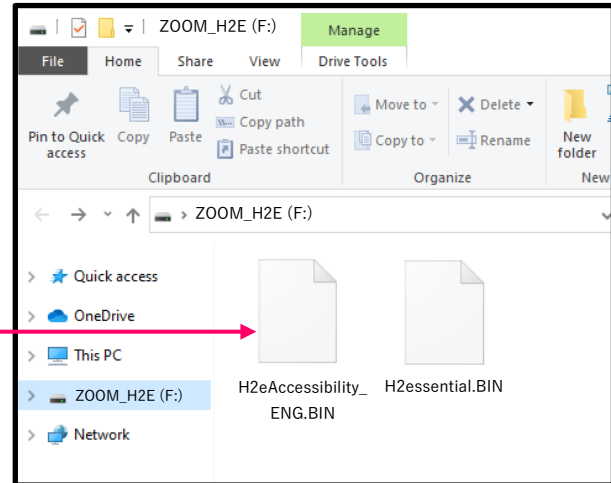 ZOOM_H2E (F:)
Manage
File
Home
Share
View
Drive Tools
Pin to Quick
access
Copy
Paste
Cut
Copy path
Paste shortcut
Clipboard
Move to
Copy to
Delete
Rename
Organize
New
folder
New
ZOOM_H2E (F:)
Quick access
OneDrive
This PC
ZOOM_H2E (F:)
Network
H2eAccessibility_
ENG.BIN
H2essential.BIN